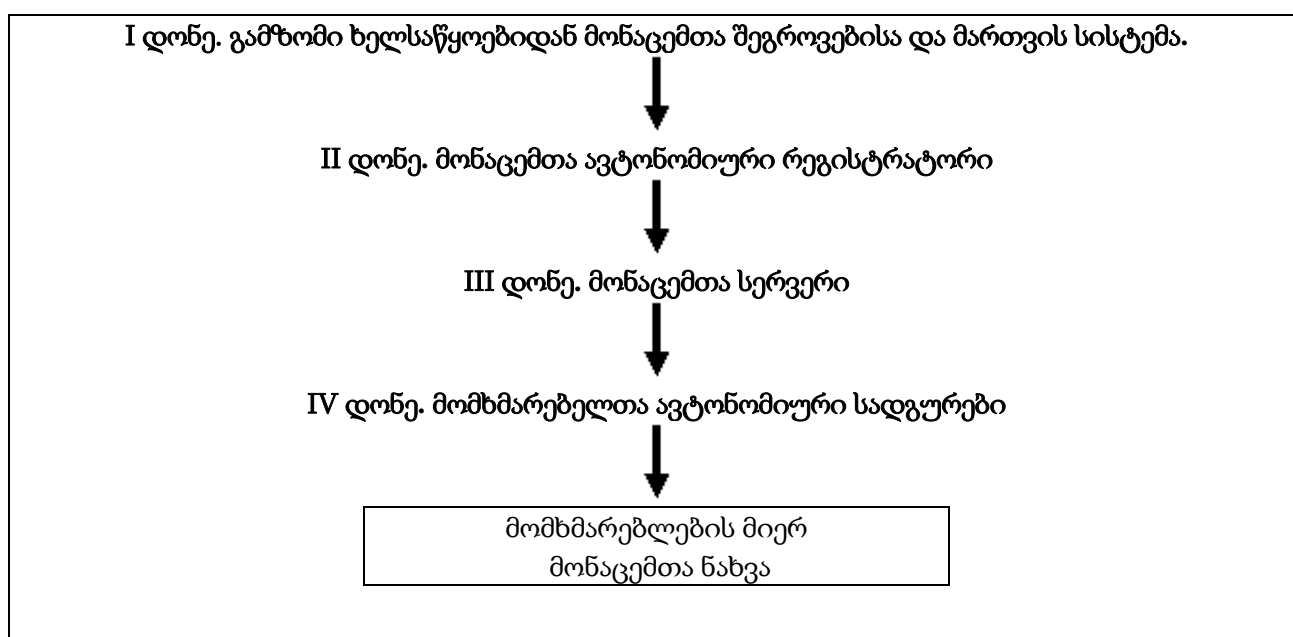 I დონე. გამზომი ხელსაწყოებიდან მონაცემთა შეგროვებისა და მართვის სისტემა.
II დონე. მონაცემთა ავტონომიური რეგისტრატორი
III დონე. მონაცემთა სერვერი
IV დონე. მომხმარებელთა ავტონომიური სადგურები
მომხმარებლების მიერ
მონაცემთა ნახვა